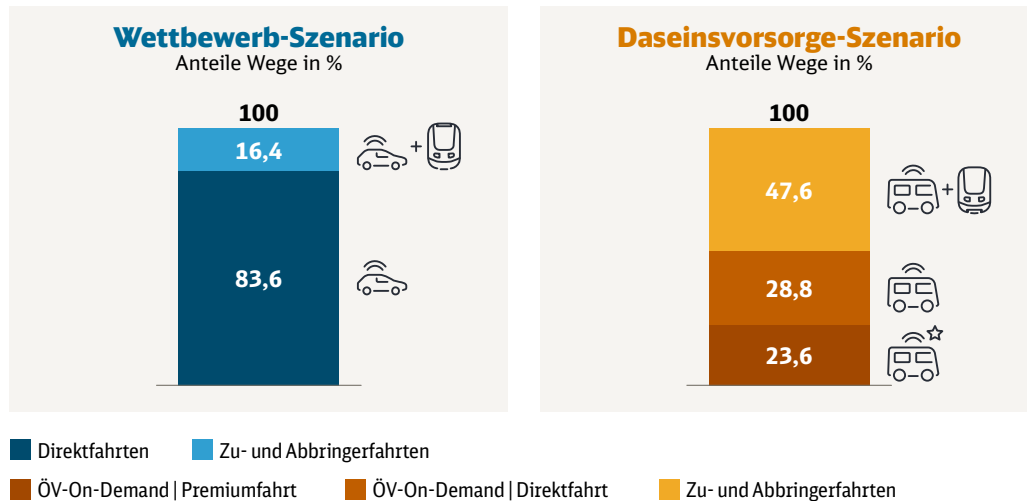 Wettbewerb-Szenario
Anteile Wege in %
100
16,4
83,6
Daseinsvorsorge-Szenario
Anteile Wege in %
100
47,6
28,8
23,6
Direktfahrten
Zu- und Abbringerfahrten
ÖV-On-Demand | Premiumfahrt
ÖV-On-Demand | Direktfahrt
Zu- und Abbringerfahrten